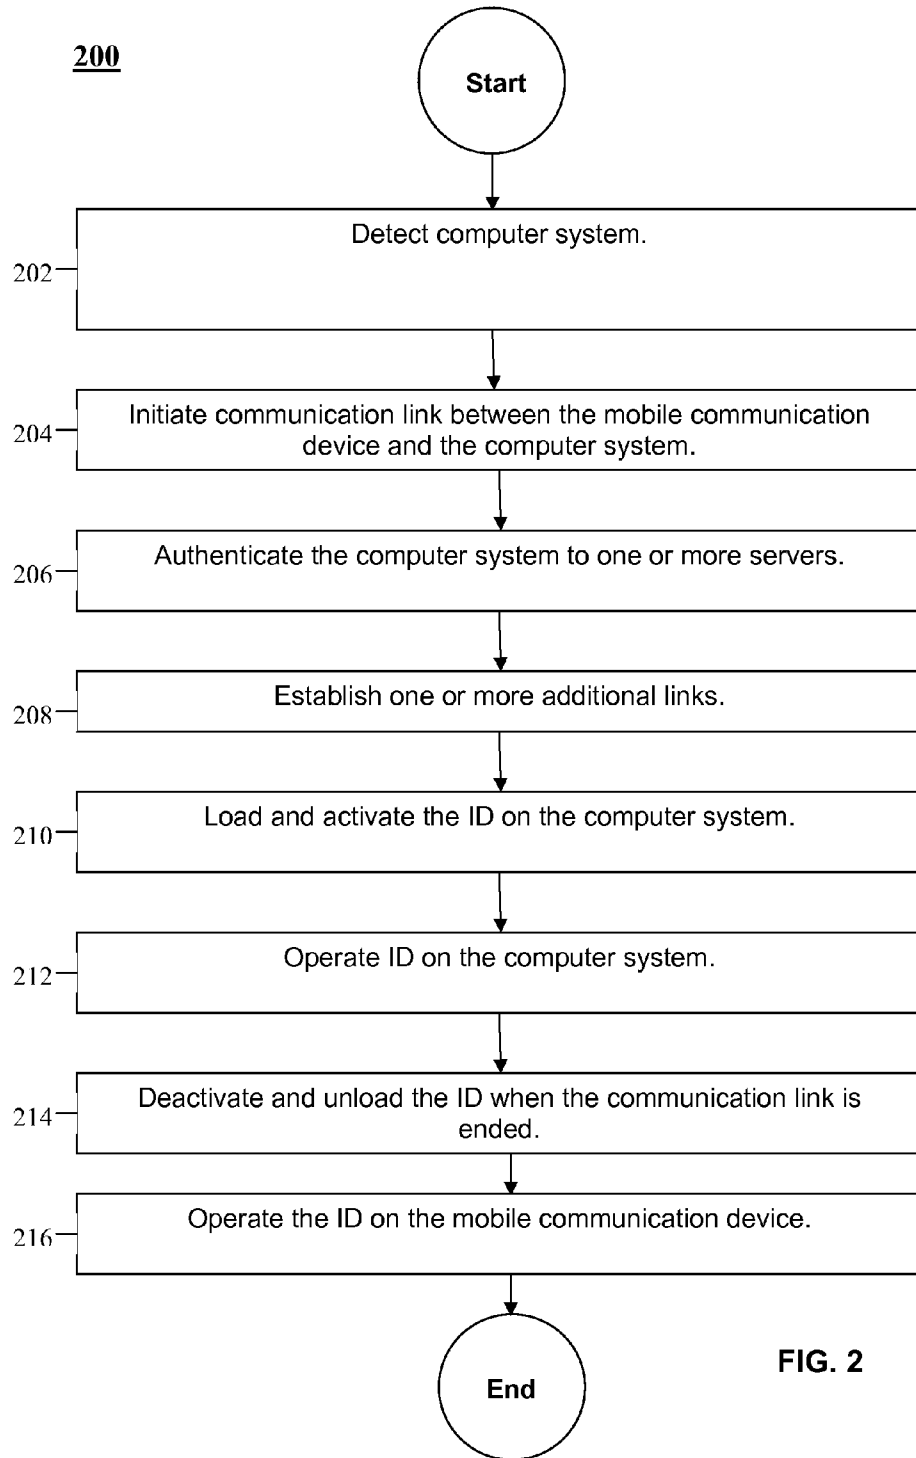 200
Start
Detect computer system.
202
Initiate communication link between the mobile communication
device and the computer system.
204
Authenticate the computer system to one or more servers.
206
Establish one or more additional links.
208
Load and activate the ID on the computer system.
210
Operate ID on the computer system.
212
Deactivate and unload the ID when the communication link is
ended.
214
Operate the ID on the mobile communication device.
216
FIG. 2
End